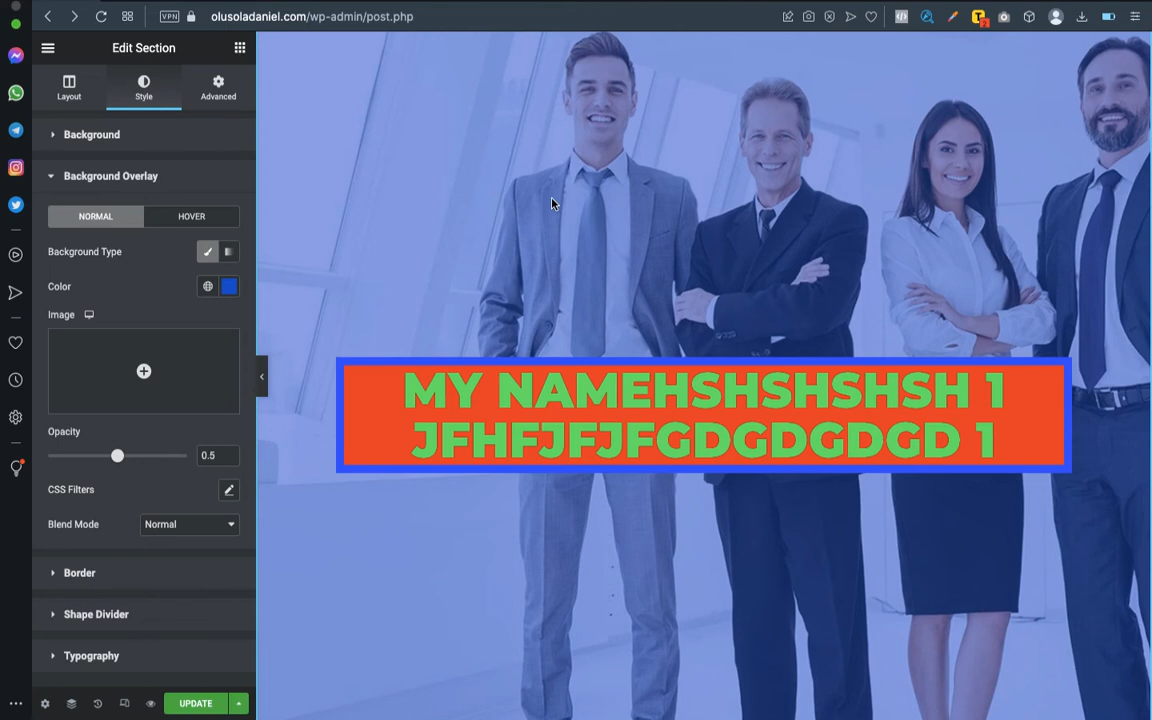 VPN
olusoladaniel.com/wp-admin/post.php
T
2
Edit Section
Layout
Style
Advanced
Background
Background Overlay
NORMAL
HOVER
Background Type
Color
Image
Opacity
0.5
CSS Filters
Blend Mode
Normal
Border
Shape Divider
Typography
UPDATE
MY NAMEHSHSHSHSH 1
JFHFJFJFGDGDGDGD 1